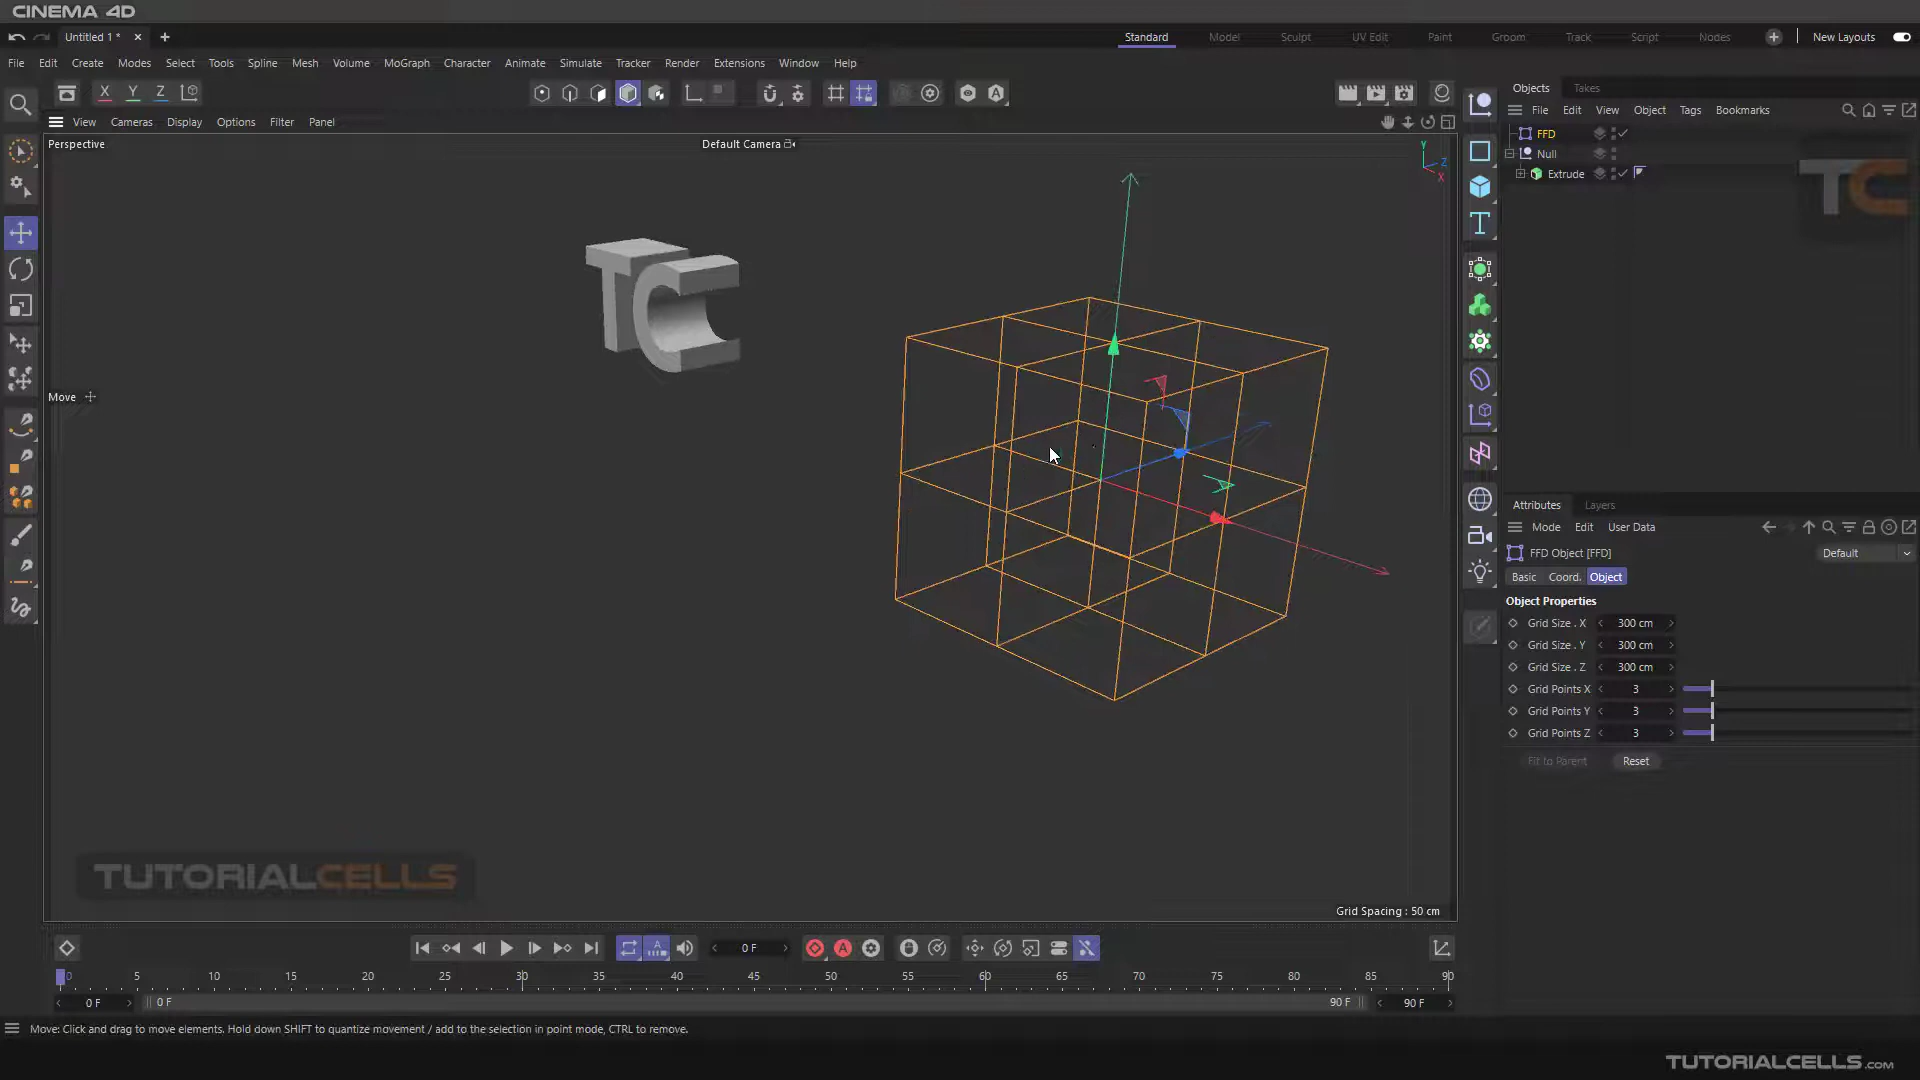 CINEMA 4D
Untitled 1 *
Standard Model Sculpt UV Edit Paint Groom Track Script Nodes New Layouts
File Edit Create Modes Select Tools Spline Mesh Volume MoGraph Character Animate Simulate Tracker Render Extensions Window Help
X Y Z
Objects Takes
View Cameras Display Options Filter Panel
File Edit View Object Tags Bookmarks
Perspective
Default Camera
Y
Z
X
FFD
Null
Extrude
TC
TC
Move
Attributes Layers
Mode Edit User Data
FFD Object [FFD]
Default
Basic Coord. Object
Object Properties
Grid Size . X 300 cm
Grid Size . Y 300 cm
Grid Size . Z 300 cm
Grid Points X 3
Grid Points Y 3
Grid Points Z 3
Fit to Parent Reset
TUTORIALCELLS
Grid Spacing : 50 cm
0 F
0 5 10 15 20 25 30 35 40 45 50 55 60 65 70 75 80 85 90
0 F 0 F 90 F 90 F
Move: Click and drag to move elements. Hold down SHIFT to quantize movement / add to the selection in point mode, CTRL to remove.
TUTORIALCELLS.com